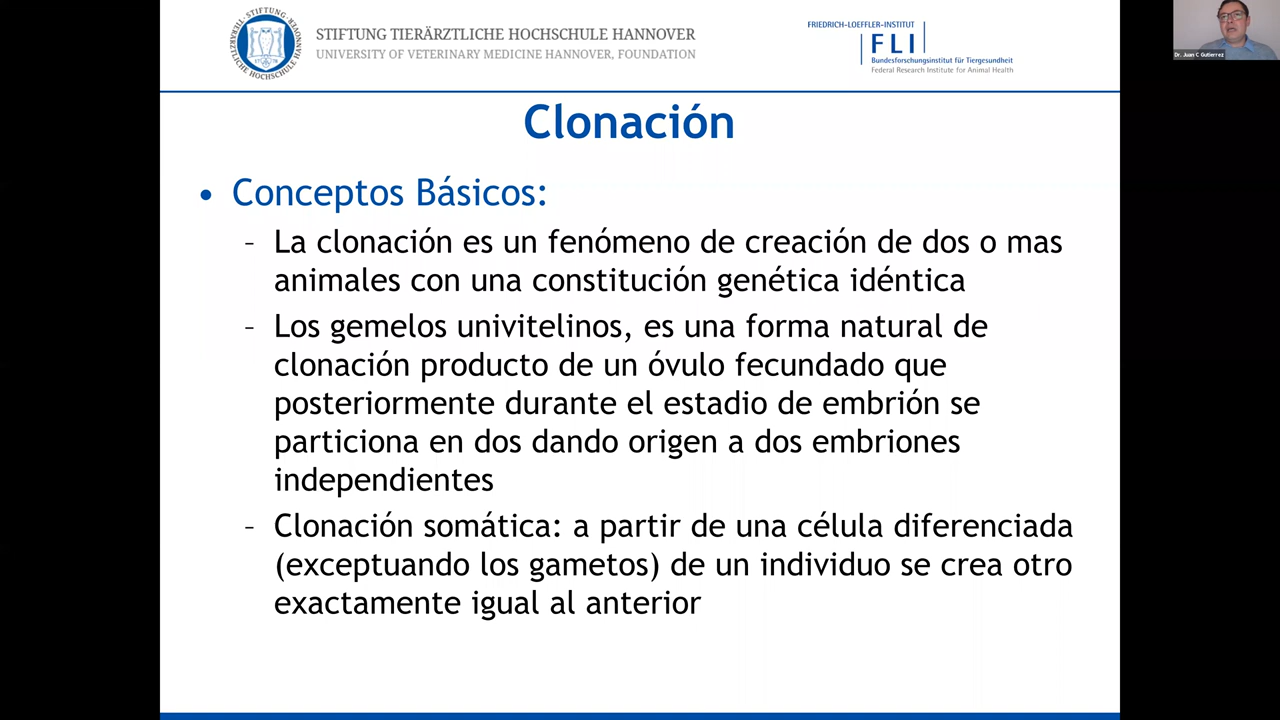 STIFTUNG TIERÄRZTLICHE HOCHSCHULE HANNOVER
UNIVERSITY OF VETERINARY MEDICINE HANNOVER, FOUNDATION
FRIEDRICH-LOEFFLER-INSTITUT
FLI
Bundesforschungsinstitut für Tiergesundheit
Federal Research Institute for Animal Health
Dr. Juan C Gutierrez
Clonación
• Conceptos Básicos:
– La clonación es un fenómeno de creación de dos o mas
animales con una constitución genética idéntica
– Los gemelos univitelinos, es una forma natural de
clonación producto de un óvulo fecundado que
posteriormente durante el estadio de embrión se
particiona en dos dando origen a dos embriones
independientes
– Clonación somática: a partir de una célula diferenciada
(exceptuando los gametos) de un individuo se crea otro
exactamente igual al anterior